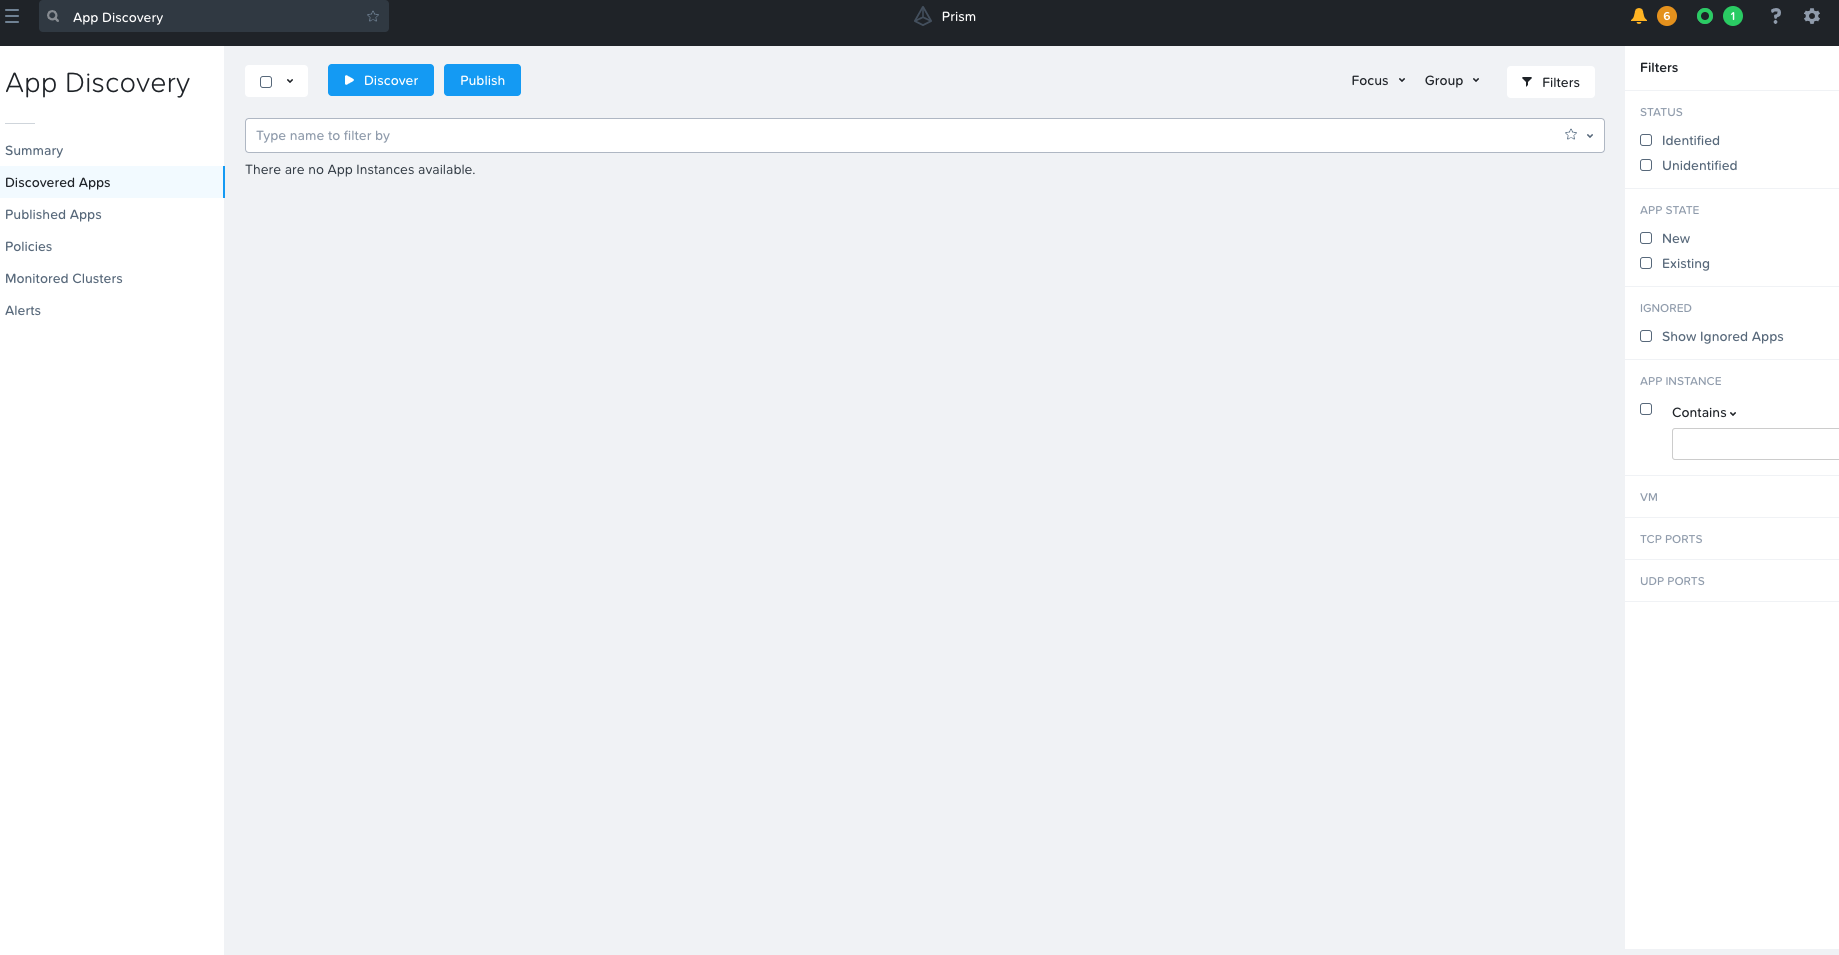 App Discovery
Prism
6
1
?
App Discovery
Summary
Discovered Apps
Published Apps
Policies
Monitored Clusters
Alerts
Discover
Publish
Focus
Group
Filters
Type name to filter by
There are no App Instances available.
Filters
STATUS
Identified
Unidentified
APP STATE
New
Existing
IGNORED
Show Ignored Apps
APP INSTANCE
Contains
VM
TCP PORTS
UDP PORTS